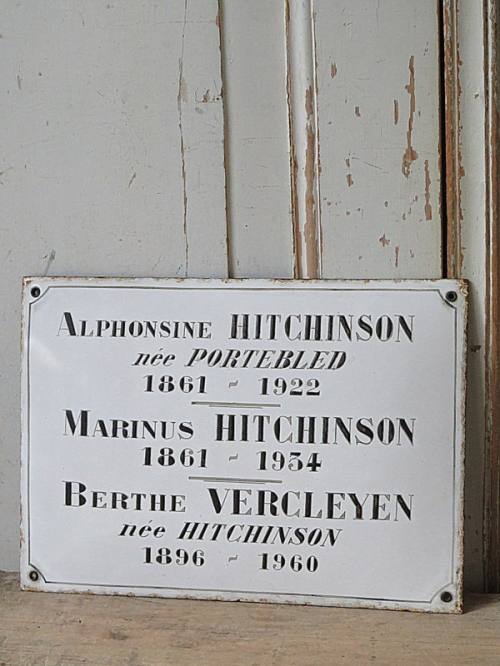 ALPHONSINE HITCHINSON
née PORTEBLED
1861 ~ 1922
MARINUS HITCHINSON
1861 ~ 1934
BERTHE VERCLEYEN
née HITCHINSON
1896 ~ 1960